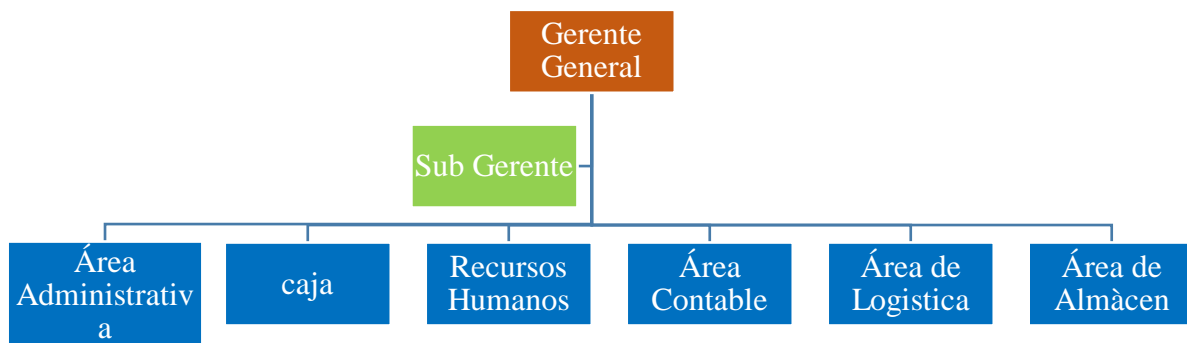 Gerente
General
Sub Gerente
Área
Administrativ
a
caja
Recursos
Humanos
Área
Contable
Área de
Logistica
Área de
Almàcen